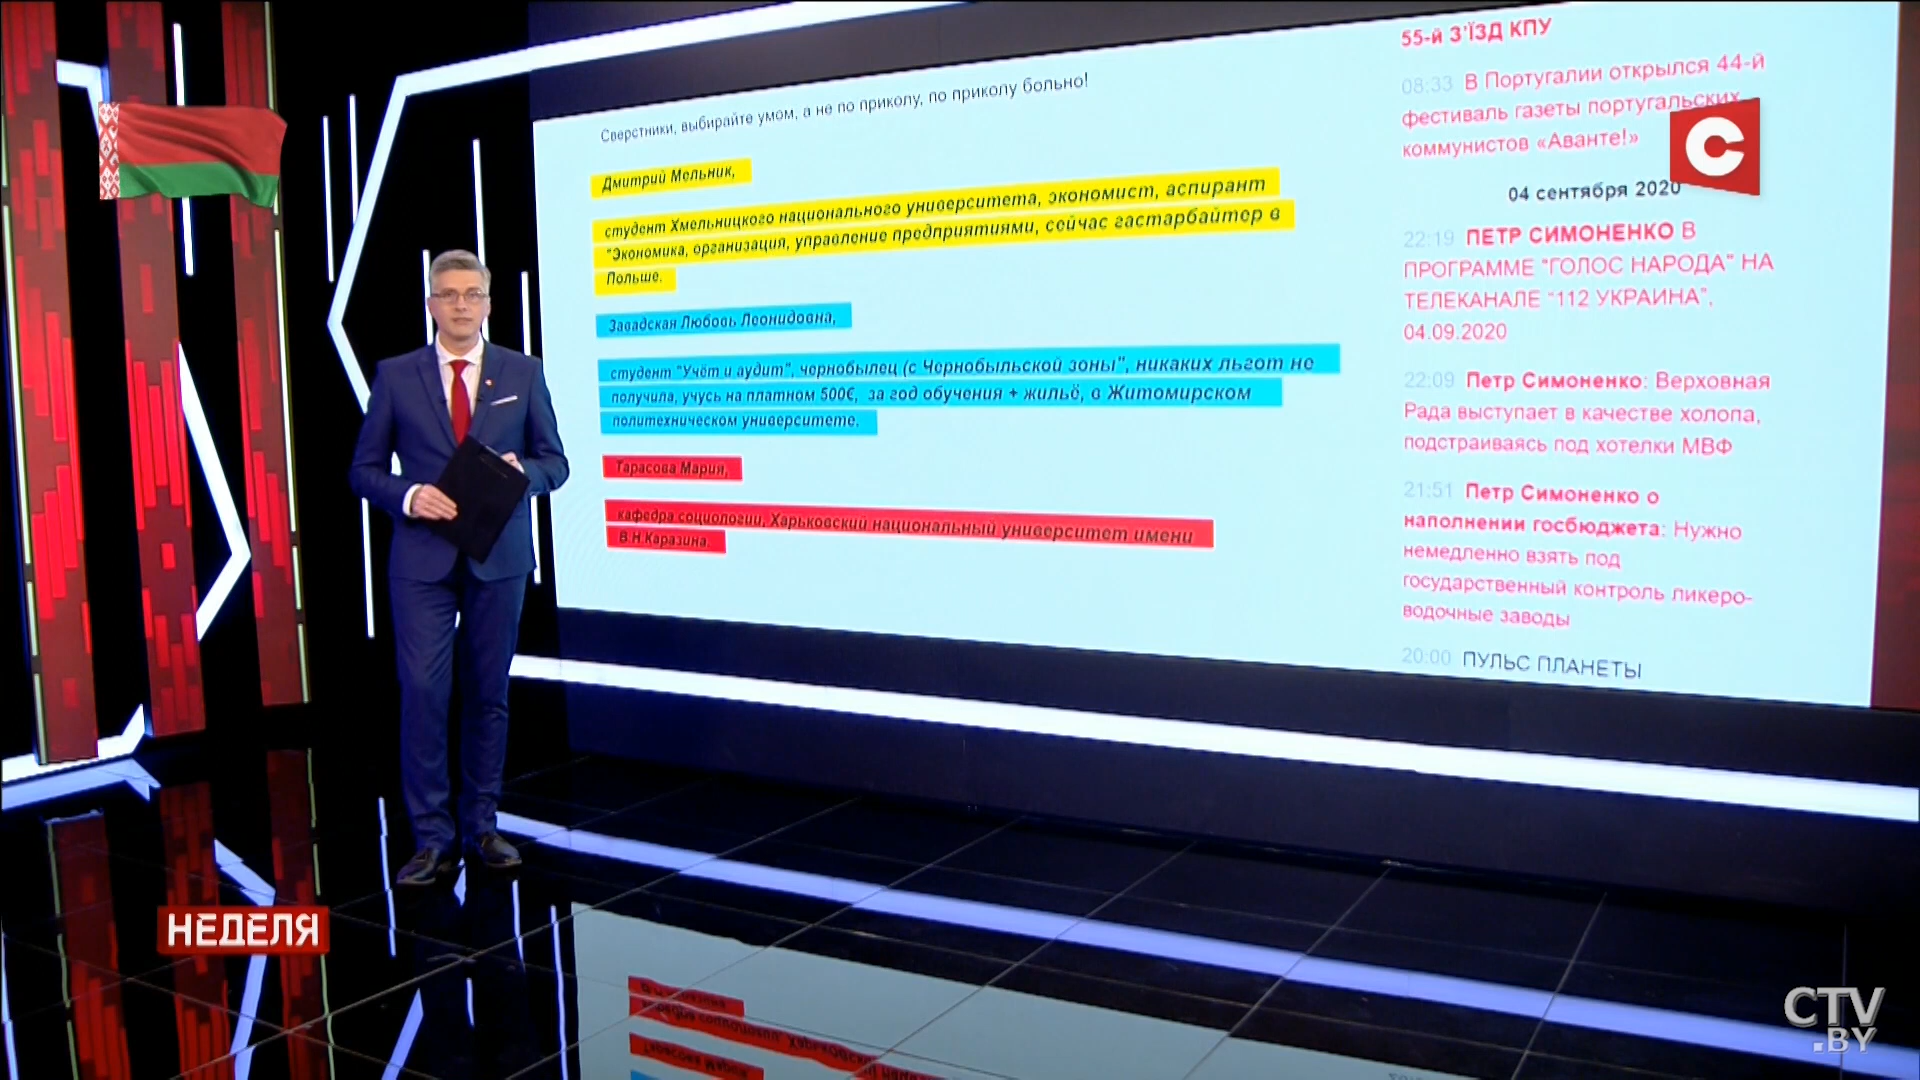 Сверстники, выбирайте умом, а не по приколу, по приколу больно!
Дмитрий Мельник,
студент Хмельницкого национального университета, экономист, аспирант
"Экономика, организация, управление предприятиями, сейчас гастарбайтер в
Польше.
Завадская Любовь Леонидовна,
студент "Учёт и аудит", чернобылец (с Чернобыльской зоны", никаких льгот не
получила, учусь на платном 500€, за год обучения + жильё, в Житомирском
политехническом университете.
Тарасова Мария,
кафедра социологии, Харьковский национальный университет имени
В.Н.Каразина.
55-й З'ЇЗД КПУ
08:33 В Португалии открылся 44-й
фестиваль газеты португальских
коммунистов «Аванте!»
04 сентября 2020
22:19 ПЕТР СИМОНЕНКО В
ПРОГРАММЕ "ГОЛОС НАРОДА" НА
ТЕЛЕКАНАЛЕ "112 УКРАИНА",
04.09.2020
22:09 Петр Симоненко: Верховная
Рада выступает в качестве холопа,
подстраиваясь под хотелки МВФ
21:51 Петр Симоненко о
наполнении госбюджета: Нужно
немедленно взять под
государственный контроль ликеро-
водочные заводы
20:00 ПУЛЬС ПЛАНЕТЫ
С
НЕДЕЛЯ
CTV
.BY